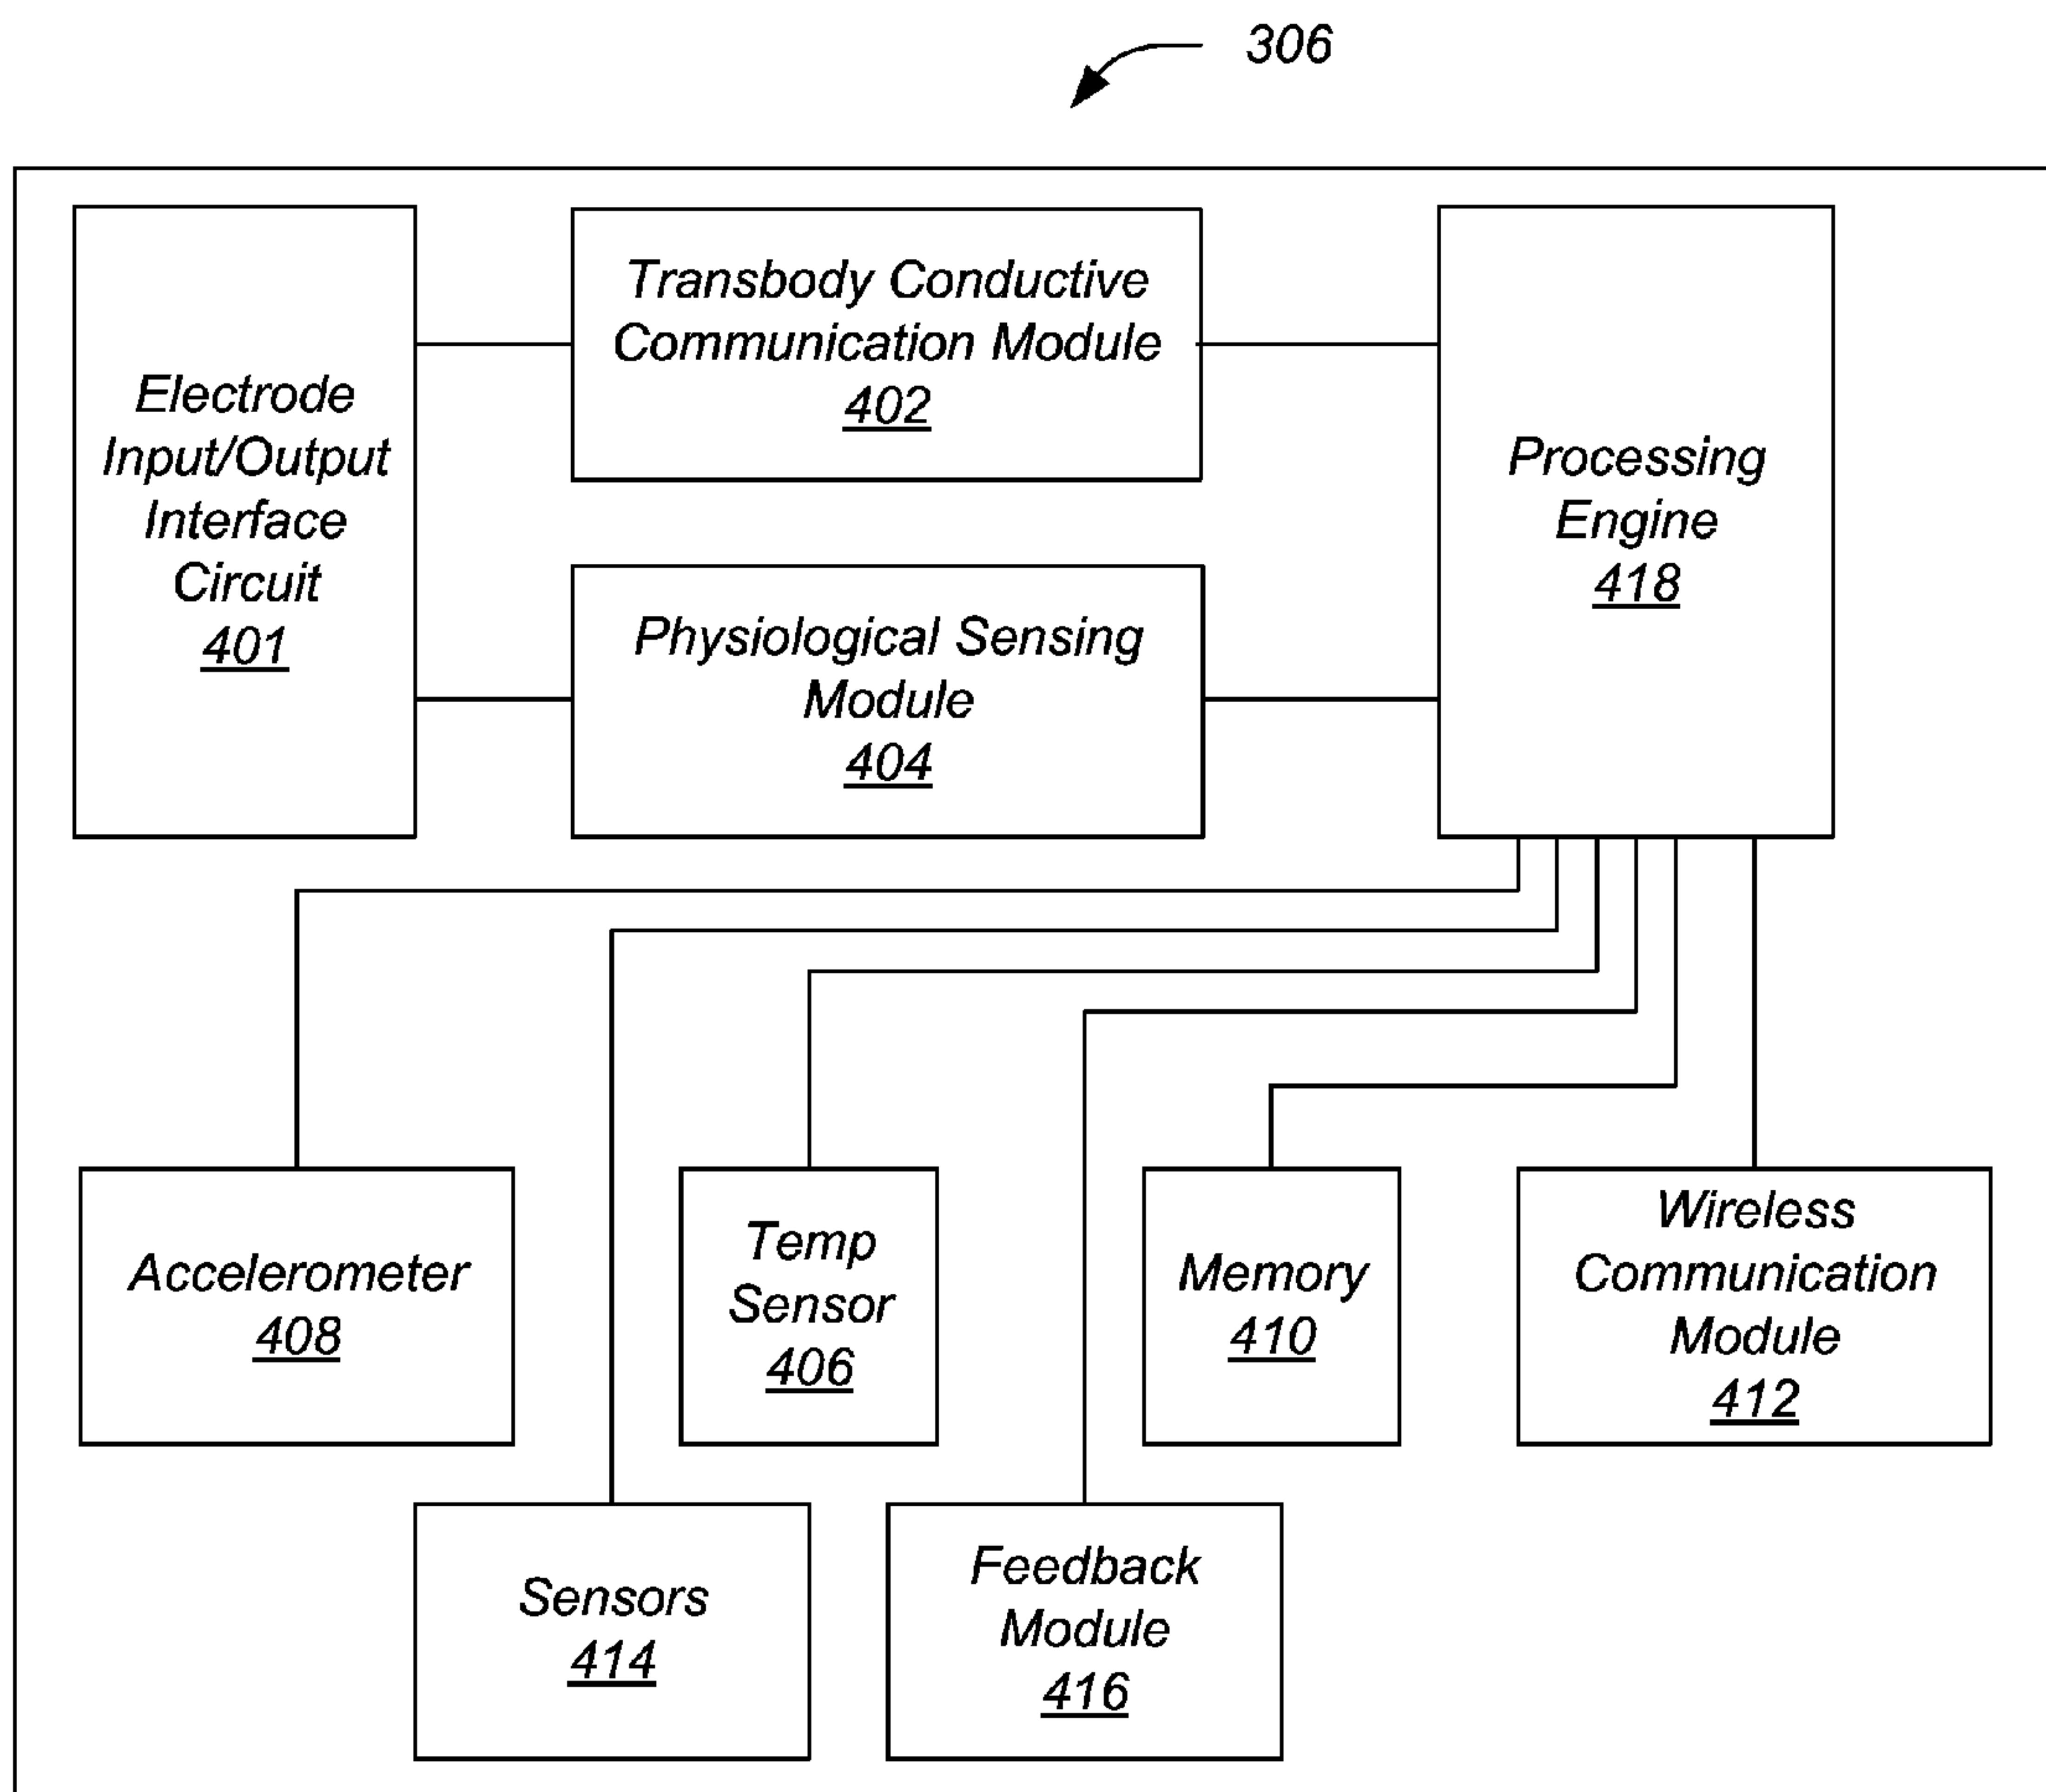 306
Electrode
Input/Output
Interface
Circuit
401
Transbody Conductive
Communication Module
402
Physiological Sensing
Module
404
Processing
Engine
418
Accelerometer
408
Temp
Sensor
406
Memory
410
Wireless
Communication
Module
412
Sensors
414
Feedback
Module
416